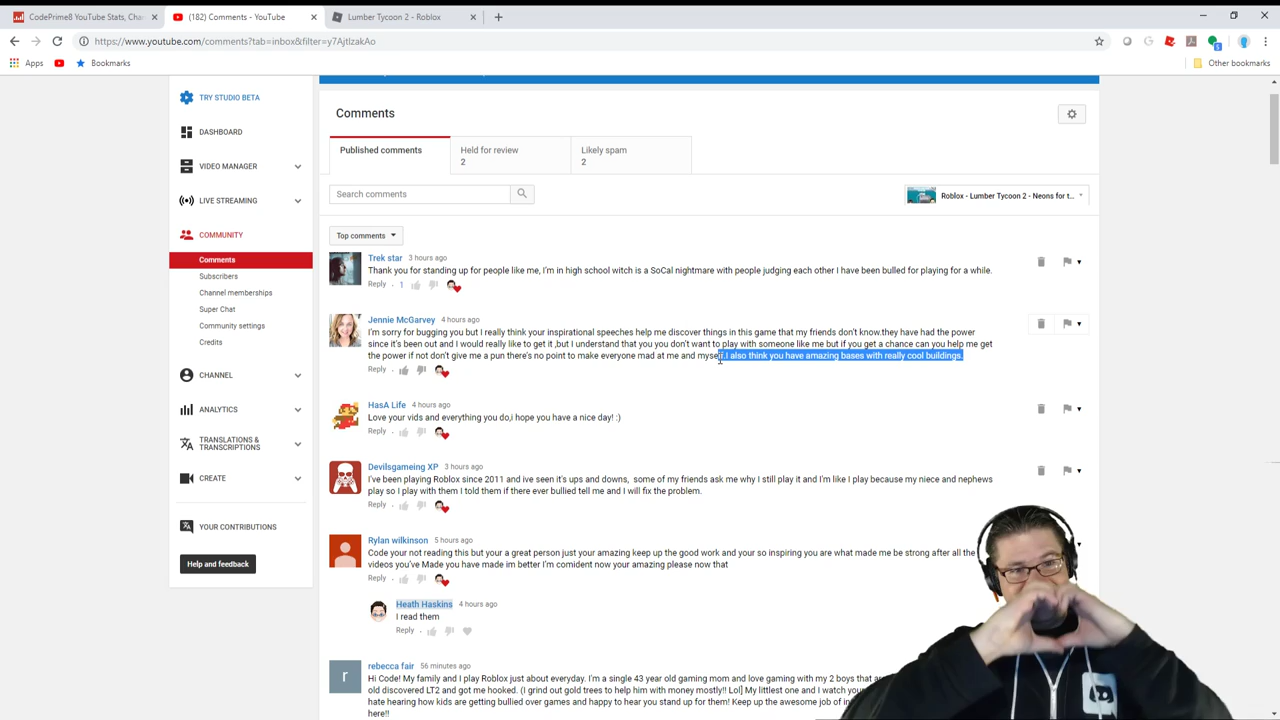 CodePrime8 YouTube Stats, Chan
(182) Comments - YouTube
Lumber Tycoon 2 - Roblox
https://www.youtube.com/comments?tab=inbox&filter=y7AjtlzakAo
Apps
Bookmarks
Other bookmarks
TRY STUDIO BETA
DASHBOARD
VIDEO MANAGER
LIVE STREAMING
COMMUNITY
Comments
Subscribers
Channel memberships
Super Chat
Community settings
Credits
CHANNEL
ANALYTICS
TRANSLATIONS &
TRANSCRIPTIONS
CREATE
YOUR CONTRIBUTIONS
Help and feedback
Comments
Published comments
Held for review
2
Likely spam
2
Search comments
Roblox - Lumber Tycoon 2 - Neons for t...
Top comments
Trek star 3 hours ago
Thank you for standing up for people like me, I'm in high school witch is a SoCal nightmare with people judging each other I have been bulled for playing for a while.
Reply · 1
Jennie McGarvey 4 hours ago
I'm sorry for bugging you but I really think your inspirational speeches help me discover things in this game that my friends don't know.they have had the power
since it's been out and I would really like to get it ,but I understand that you you don't want to play with someone like me but if you get a chance can you help me get
the power if not don't give me a pun there's no point to make everyone mad at me and myself.I also think you have amazing bases with really cool buildings.
Reply ·
HasA Life 4 hours ago
Love your vids and everything you do,i hope you have a nice day! :)
Reply ·
Devilsgameing XP 3 hours ago
I've been playing Roblox since 2011 and ive seen it's ups and downs, some of my friends ask me why I still play it and I'm like I play because my niece and nephews
play so I play with them I told them if there ever bullied tell me and I will fix the problem.
Reply ·
Rylan wilkinson 5 hours ago
Code your not reading this but your a great person just your amazing keep up the good work and your so inspiring you are what made me be strong after all the
videos you've Made you have made im better I'm comident now your amazing please now that
Reply ·
Heath Haskins 4 hours ago
I read them
Reply ·
r
rebecca fair 56 minutes ago
Hi Code! My family and I play Roblox just about everyday. I'm a single 43 year old gaming mom and love gaming with my 2 boys that
old discovered LT2 and got me hooked. (I grind out gold trees to help him with money mostly!! Lol] My littlest one and I watch
hate hearing how kids are getting bullied over games and happy to hear you stand up for them! Keep up the awesome job of
here!!